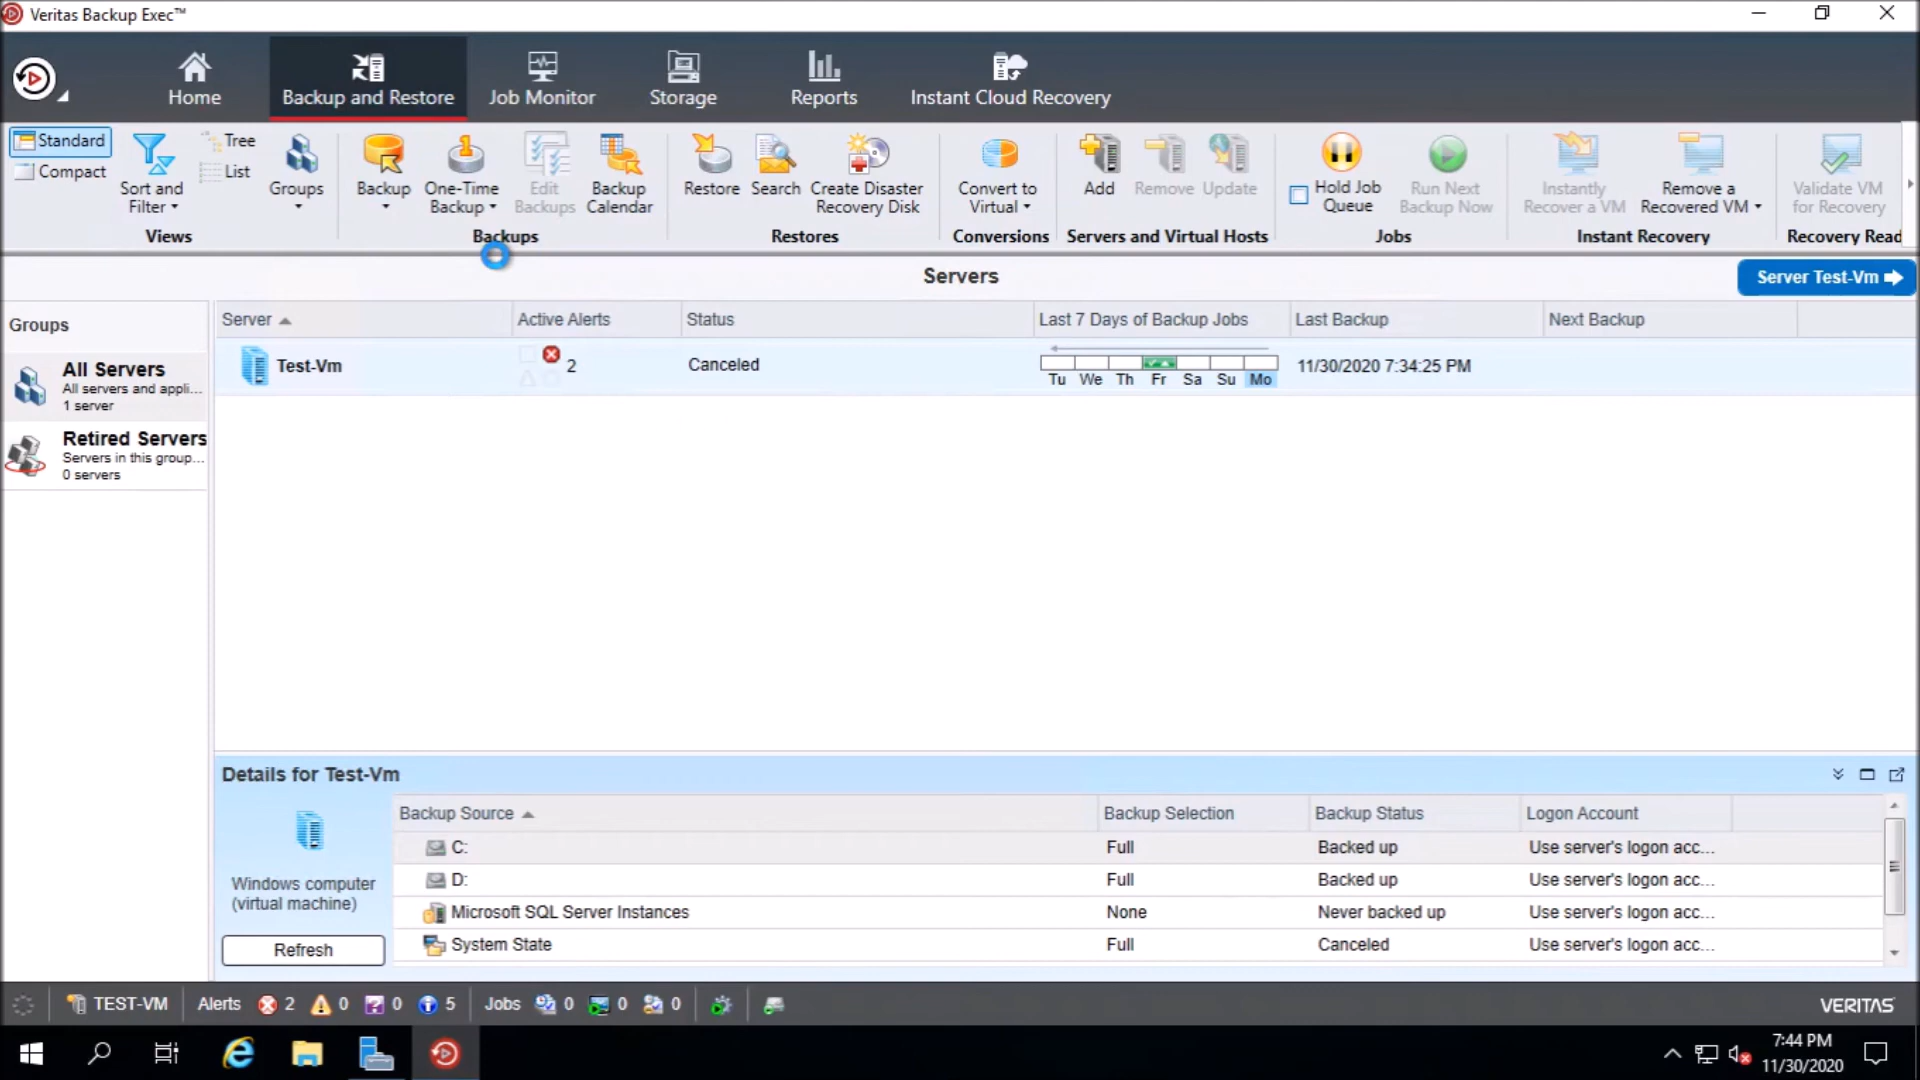 Veritas Backup Exec™
Home
Backup and Restore
Job Monitor
Storage
Reports
Instant Cloud Recovery
Standard
Compact
Sort and
Filter
Tree
List
Groups
Views
Backup
One-Time
Backup
Edit
Backups
Backup
Calendar
Backups
Restore
Search
Create Disaster
Recovery Disk
Restores
Convert to
Virtual
Conversions
Add
Remove
Update
Servers and Virtual Hosts
Hold Job
Queue
Run Next
Backup Now
Jobs
Instantly
Recover a VM
Remove a
Recovered VM
Instant Recovery
Validate VM
for Recovery
Recovery Read
Servers
Server Test-Vm
Groups
All Servers
All servers and appli...
1 server
Retired Servers
Servers in this group...
0 servers
Server Active Alerts Status Last 7 Days of Backup Jobs Last Backup Next Backup
Test-Vm 2 Canceled 11/30/2020 7:34:25 PM
Tu We Th Fr Sa Su Mo
Details for Test-Vm
Windows computer
(virtual machine)
Refresh
Backup Source Backup Selection Backup Status Logon Account
C: Full Backed up Use server's logon acc...
D: Full Backed up Use server's logon acc...
Microsoft SQL Server Instances None Never backed up Use server's logon acc...
System State Full Canceled Use server's logon acc...
TEST-VM Alerts 2 0 0 5 Jobs 0 0 0
VERITAS
7:44 PM
11/30/2020